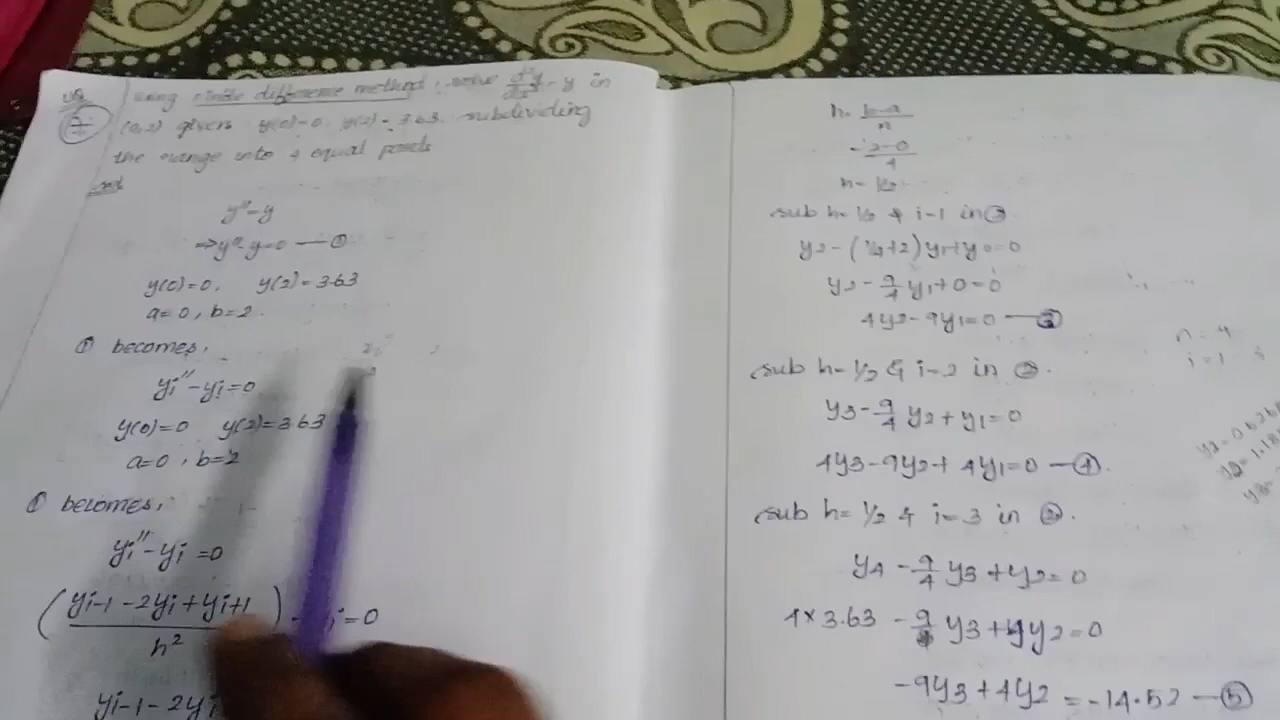 using finite difference method, solve d²y/dx² = y in
(0,2) given y(0)=0, y(2)=3.63 subdividing
the range into 4 equal parts
sol
y''=y
⇒y''-y=0 — ①
y(0)=0, y(2)=3.63
a=0, b=2.
① becomes,
yi''-yi=0
y(0)=0 y(2)=3.63
a=0, b=2
① becomes,
yi''-yi=0
(yi-1-2yi+yi+1 / h²) - yi=0
yi-1-2yi
h= b-a/n
= 2-0/4
h= 1/2
sub h=1/2 & i=1 in ②
y2-(1/4+2)y1+y0=0
y2-9/4 y1+0=0
4y2-9y1=0 — ③
sub h=1/2 & i=2 in ②.
y3-9/4 y2+y1=0
4y3-9y2+4y1=0 — ④.
sub h=1/2 & i=3 in ②.
y4-9/4 y3+y2=0
4×3.63 -9 y3+4y2=0
-9y3+4y2=-14.52 — ⑤
n=4